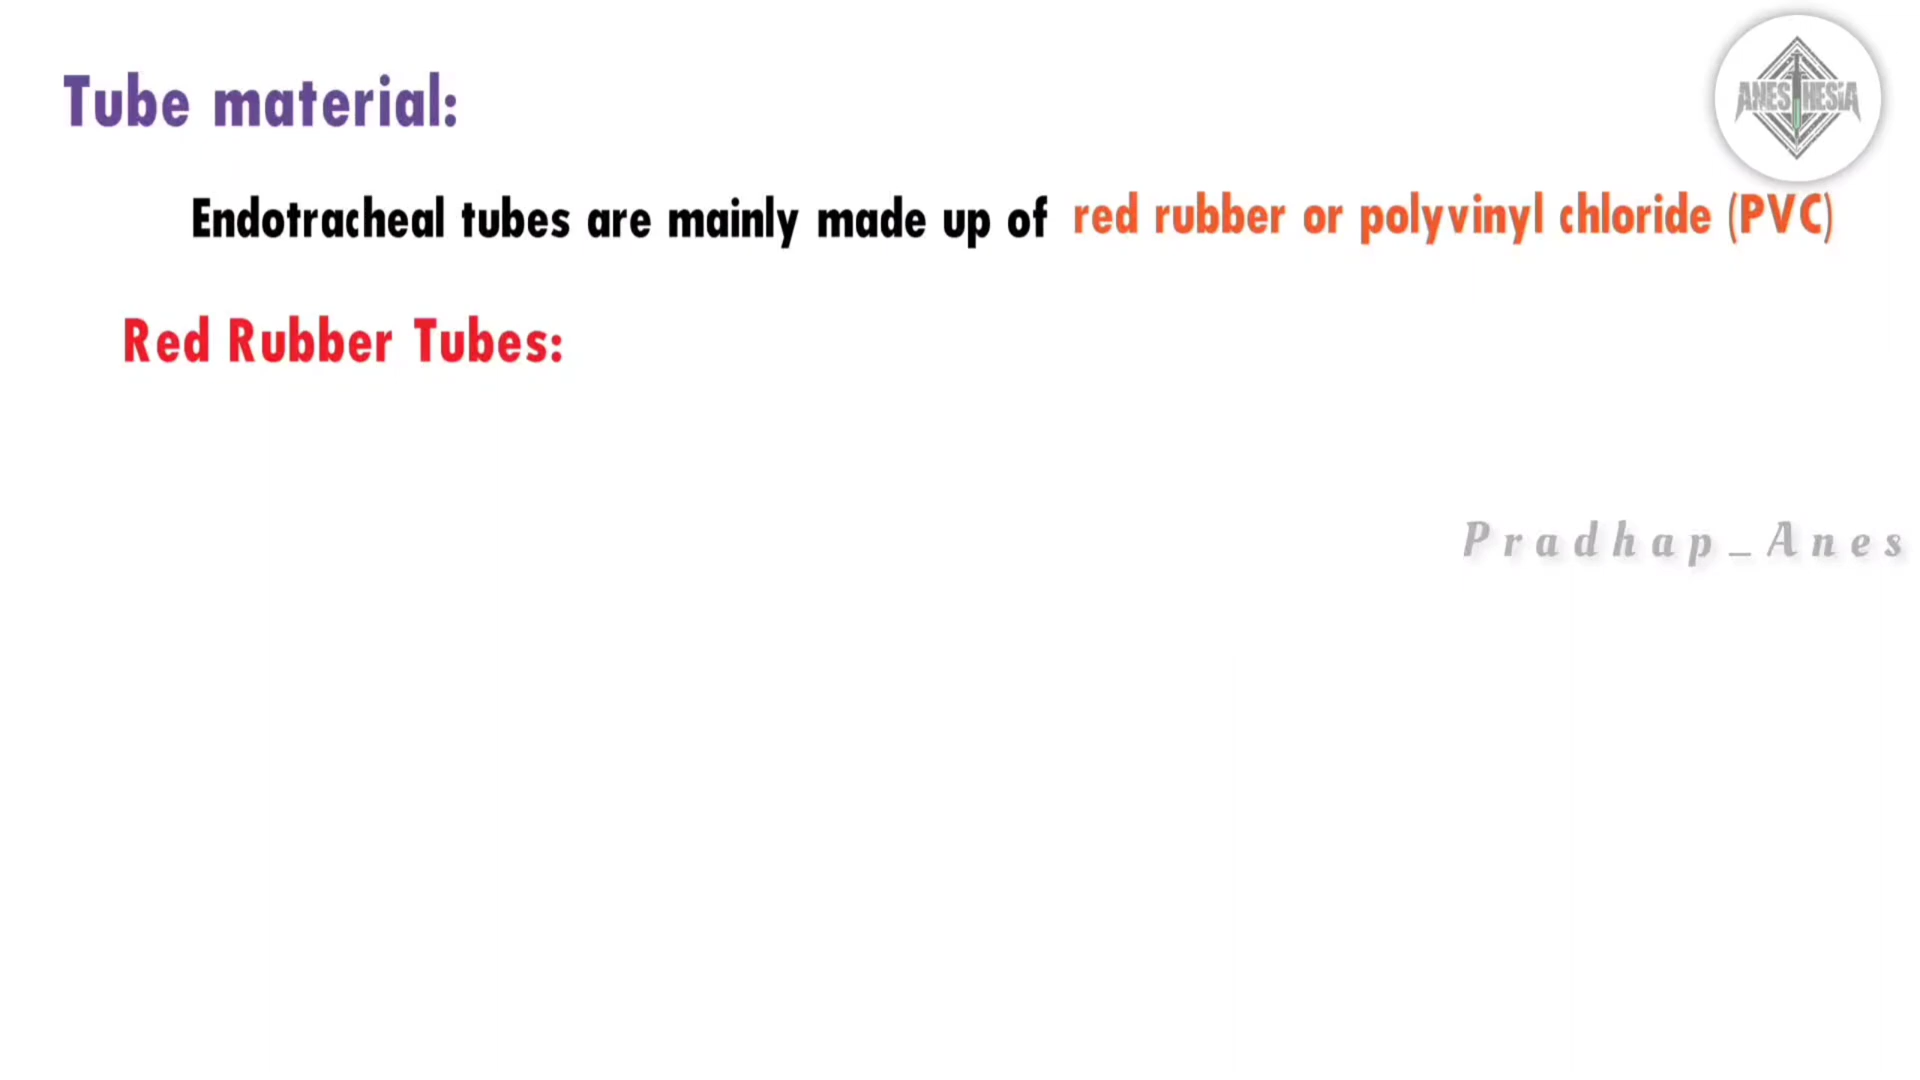 ANESTHESIA
Tube material:
Endotracheal tubes are mainly made up of red rubber or polyvinyl chloride (PVC)
Red Rubber Tubes:
Pradhap_Anes